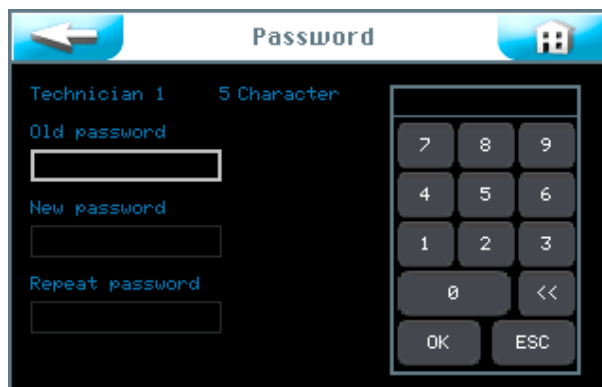 Password
Technician 1 5 Character
Old password
New password
Repeat password
7 8 9
4 5 6
1 2 3
0 <<
OK ESC